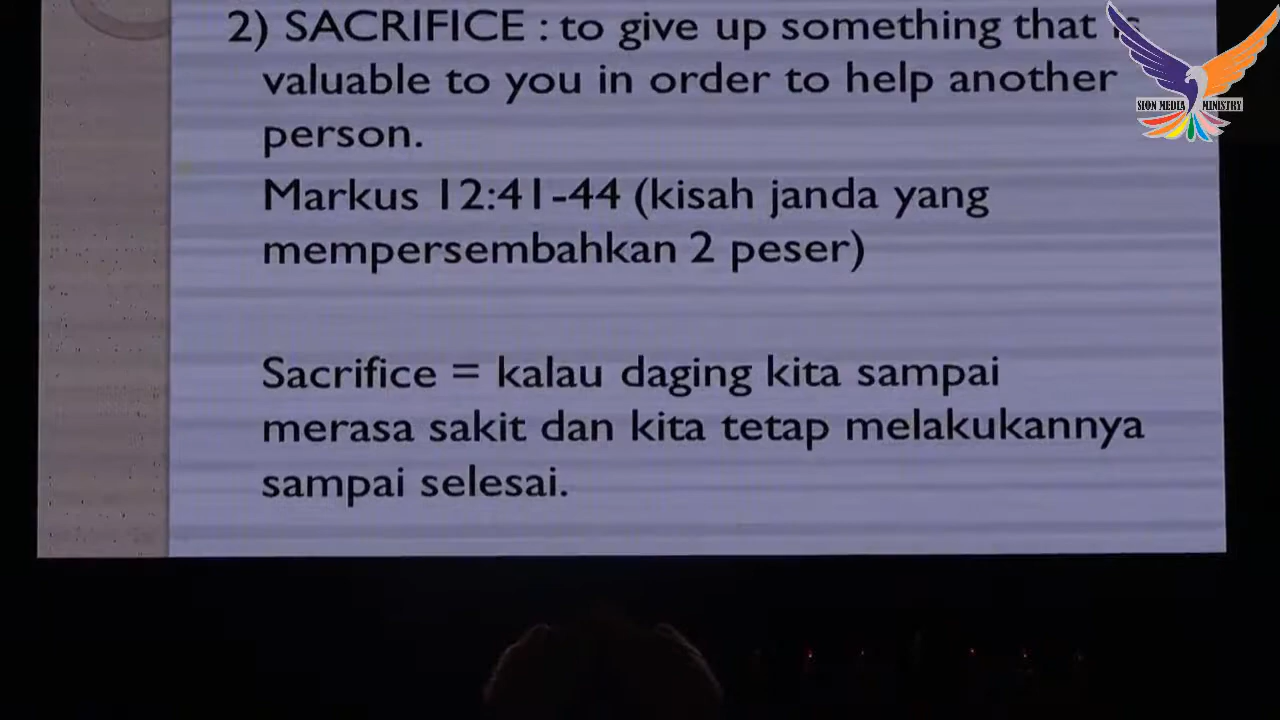 2) SACRIFICE : to give up something that is
valuable to you in order to help another
person.
Markus 12:41-44 (kisah janda yang
mempersembahkan 2 peser)
Sacrifice = kalau daging kita sampai
merasa sakit dan kita tetap melakukannya
sampai selesai.
SION MEDIA MINISTRY